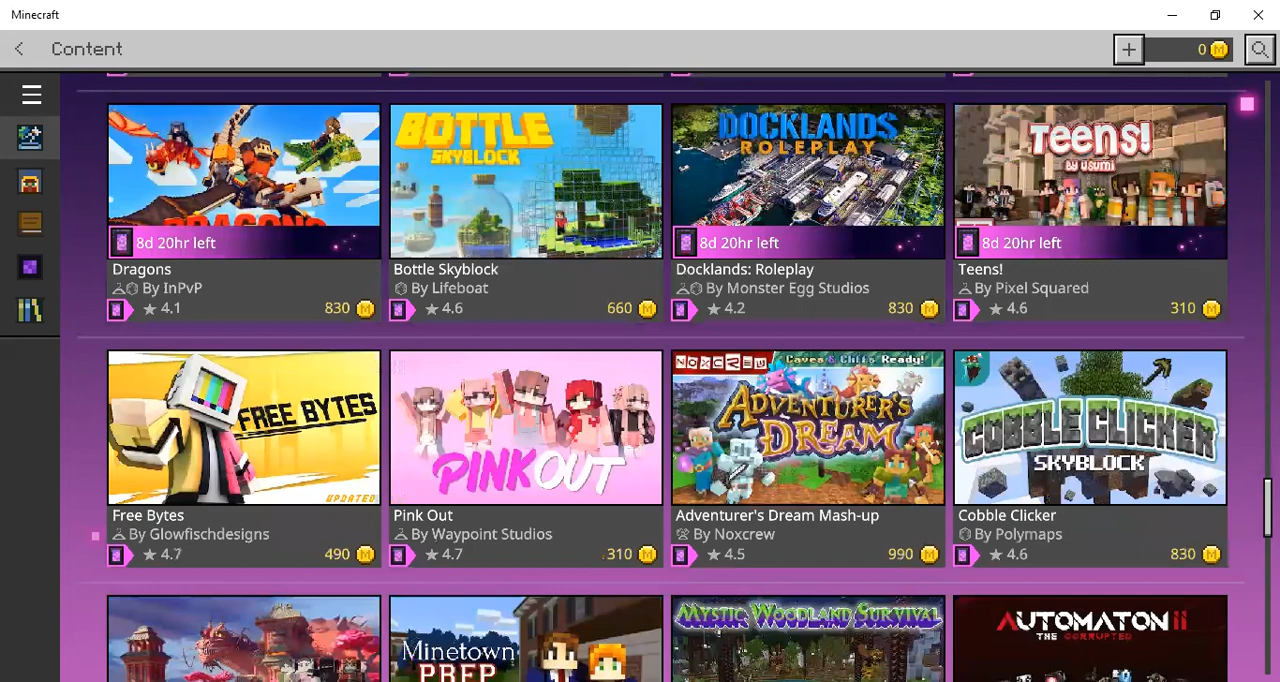 Minecraft
Content
0
BOTTLE
SKYBLOCK
DOCKLANDS
ROLEPLAY
TEENS!
BY USUMI
DRAGONS
8d 20hr left
8d 20hr left
8d 20hr left
Dragons
By InPvP
4.1
830
Bottle Skyblock
By Lifeboat
4.6
660
Docklands: Roleplay
By Monster Egg Studios
4.2
830
Teens!
By Pixel Squared
4.6
310
FREE BYTES
UPDATED
PINKOUT
NOXCREW
Caves & Cliffs Ready!
ADVENTURER'S
DREAM
COBBLE CLICKER
SKYBLOCK
Free Bytes
By Glowfischdesigns
4.7
490
Pink Out
By Waypoint Studios
4.7
310
Adventurer's Dream Mash-up
By Noxcrew
4.5
990
Cobble Clicker
By Polymaps
4.6
830
Minetown
PREP
MYSTIC WOODLAND SURVIVAL
AUTOMATON II
THE CORRUPTED